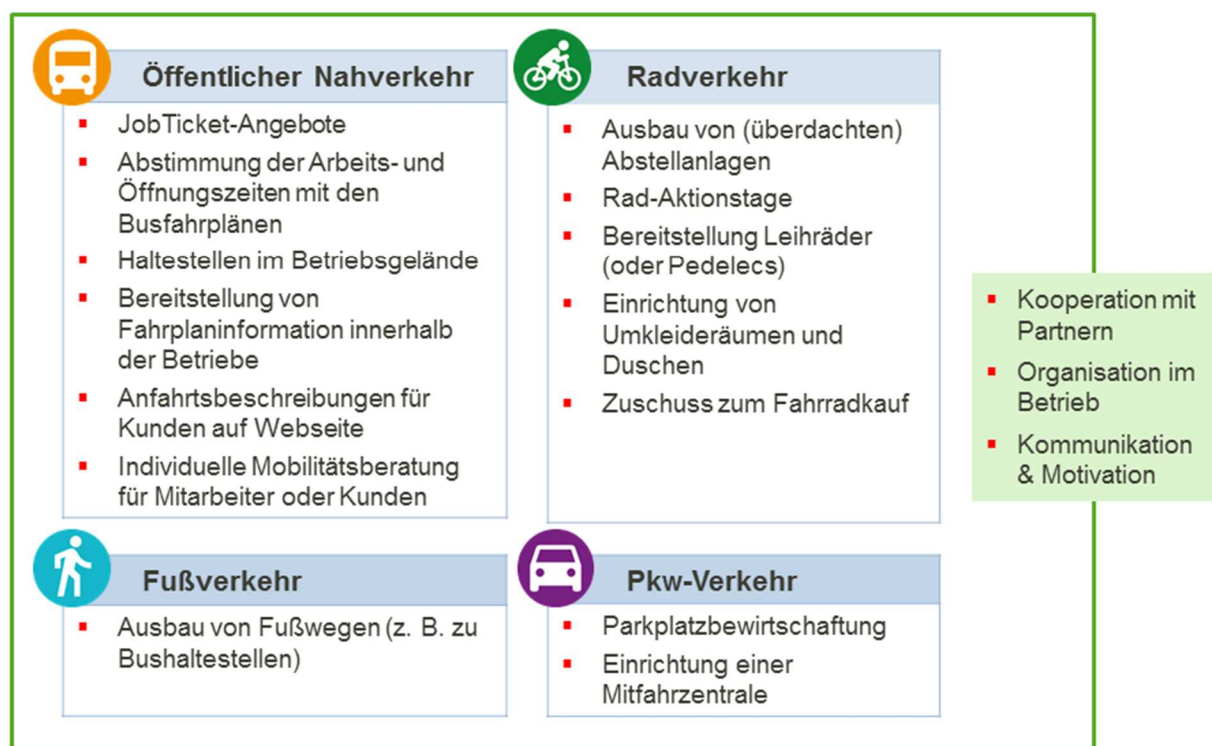 Öffentlicher Nahverkehr
JobTicket-Angebote
Abstimmung der Arbeits- und
Öffnungszeiten mit den
Busfahrplänen
Haltestellen im Betriebsgelände
Bereitstellung von
Fahrplaninformation innerhalb
der Betriebe
Anfahrtsbeschreibungen für
Kunden auf Webseite
Individuelle Mobilitätsberatung
für Mitarbeiter oder Kunden
Radverkehr
Ausbau von (überdachten)
Abstellanlagen
Rad-Aktionstage
Bereitstellung Leihräder
(oder Pedelecs)
Einrichtung von
Umkleideräumen und
Duschen
Zuschuss zum Fahrradkauf
Fußverkehr
Ausbau von Fußwegen (z. B. zu
Bushaltestellen)
Pkw-Verkehr
Parkplatzbewirtschaftung
Einrichtung einer
Mitfahrzentrale
Kooperation mit
Partnern
Organisation im
Betrieb
Kommunikation
& Motivation